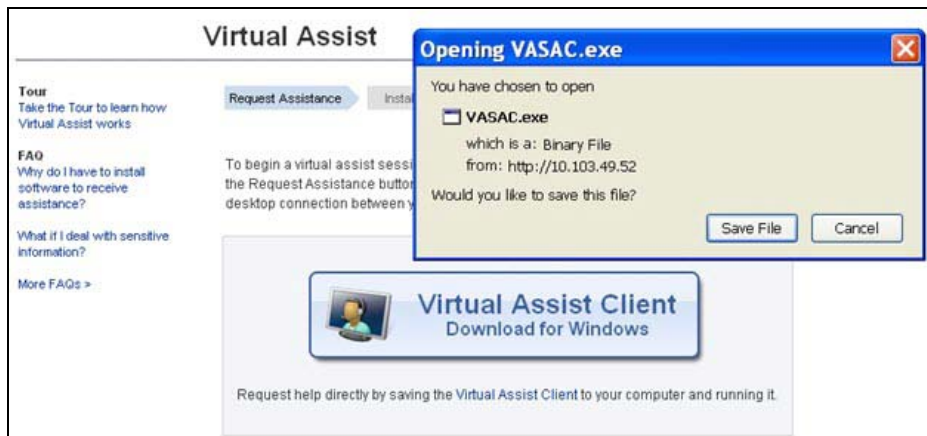 Virtual Assist
Tour
Take the Tour to learn how
Virtual Assist works
FAQ
Why do I have to install
software to receive
assistance?
What if I deal with sensitive
information?
More FAQs >
Request Assistance
Instal
To begin a virtual assist sessi
the Request Assistance button
desktop connection between y
Opening VASAC.exe
You have chosen to open
VASAC.exe
which is a: Binary File
from: http://10.103.49.52
Would you like to save this file?
Save File
Cancel
Virtual Assist Client
Download for Windows
Request help directly by saving the Virtual Assist Client to your computer and running it.